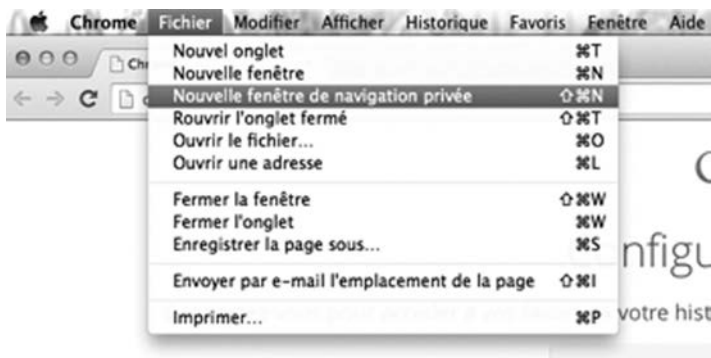 Chrome Fichier Modifier Afficher Historique Favoris Fenêtre Aide
Nouvel onglet ⌘T
Nouvelle fenêtre ⌘N
Nouvelle fenêtre de navigation privée ⇧⌘N
Rouvrir l'onglet fermé ⇧⌘T
Ouvrir le fichier... ⌘O
Ouvrir une adresse ⌘L
Fermer la fenêtre ⇧⌘W
Fermer l'onglet ⌘W
Enregistrer la page sous... ⌘S
Envoyer par e-mail l'emplacement de la page ⇧⌘I
Imprimer... ⌘P
Chr
C
nfigu
votre hist